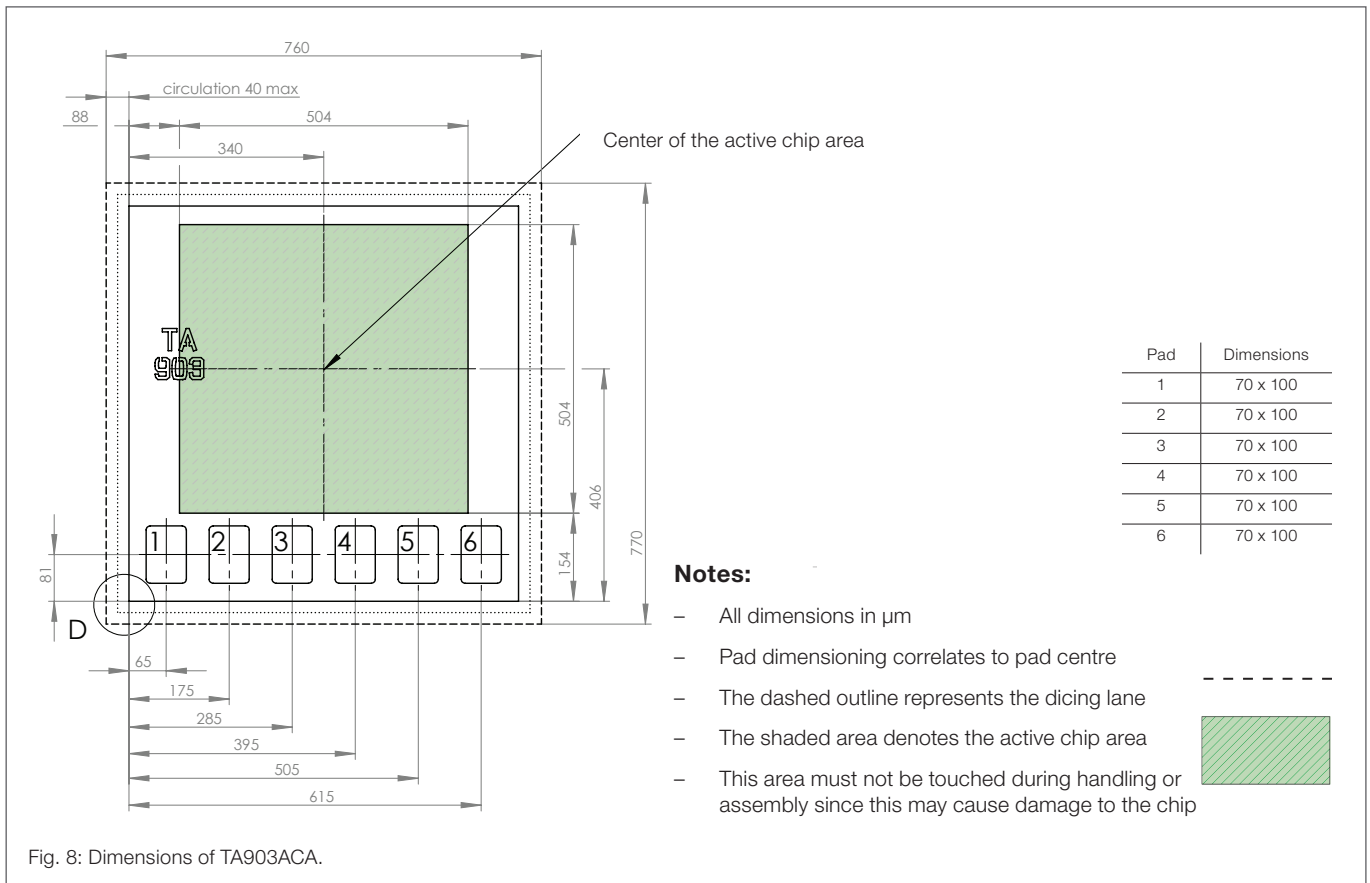 760
circulation 40 max
88
504
340
Center of the active chip area
TA
903
504
406
770
154
81
1 2 3 4 5 6
D
65
175
285
395
505
615
Pad Dimensions
1 70 x 100
2 70 x 100
3 70 x 100
4 70 x 100
5 70 x 100
6 70 x 100
Notes:
– All dimensions in µm
– Pad dimensioning correlates to pad centre
– The dashed outline represents the dicing lane
– The shaded area denotes the active chip area
– This area must not be touched during handling or
assembly since this may cause damage to the chip
Fig. 8: Dimensions of TA903ACA.